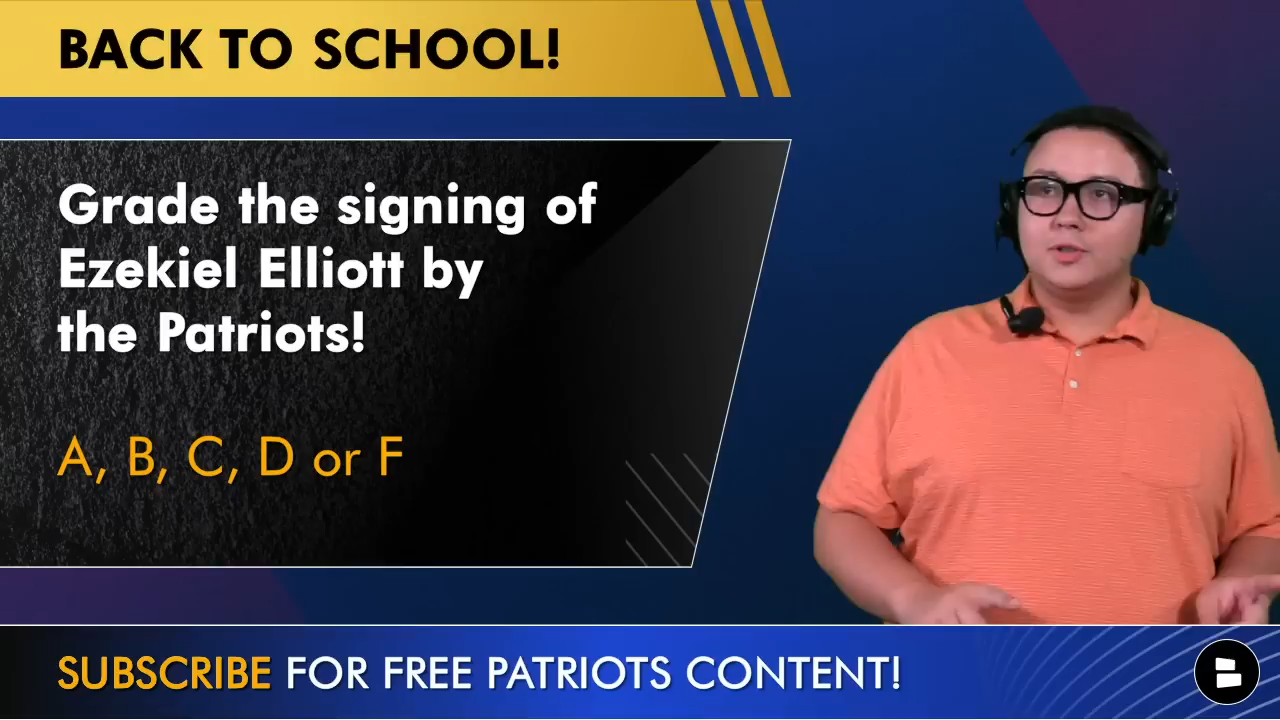 BACK TO SCHOOL!
Grade the signing of
Ezekiel Elliott by
the Patriots!
A, B, C, D or F
SUBSCRIBE FOR FREE PATRIOTS CONTENT!